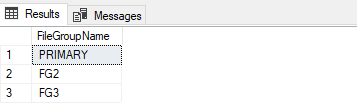 Results Messages
FileGroupName
1 PRIMARY
2 FG2
3 FG3